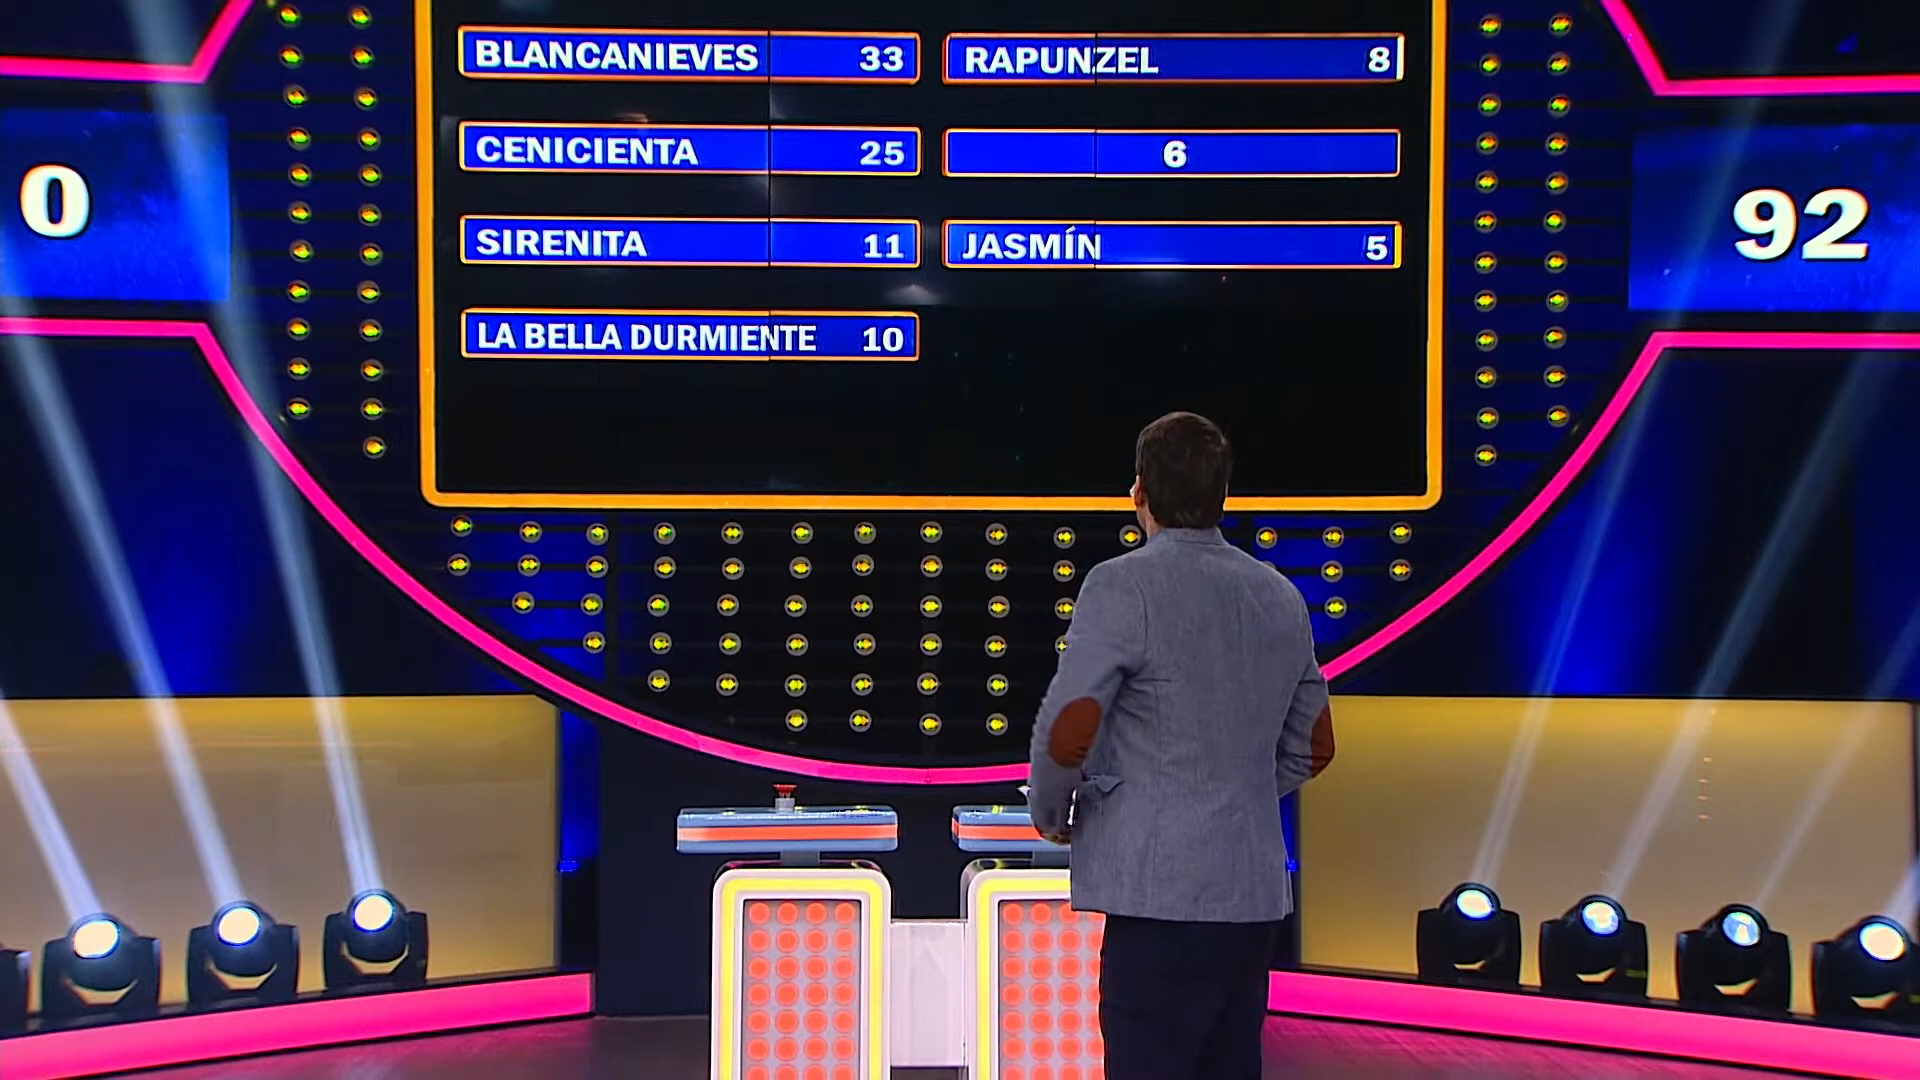 BLANCANIEVES 33
CENICIENTA 25
SIRENITA 11
LA BELLA DURMIENTE 10
RAPUNZEL 8
6
JASMÍN 5
0
92